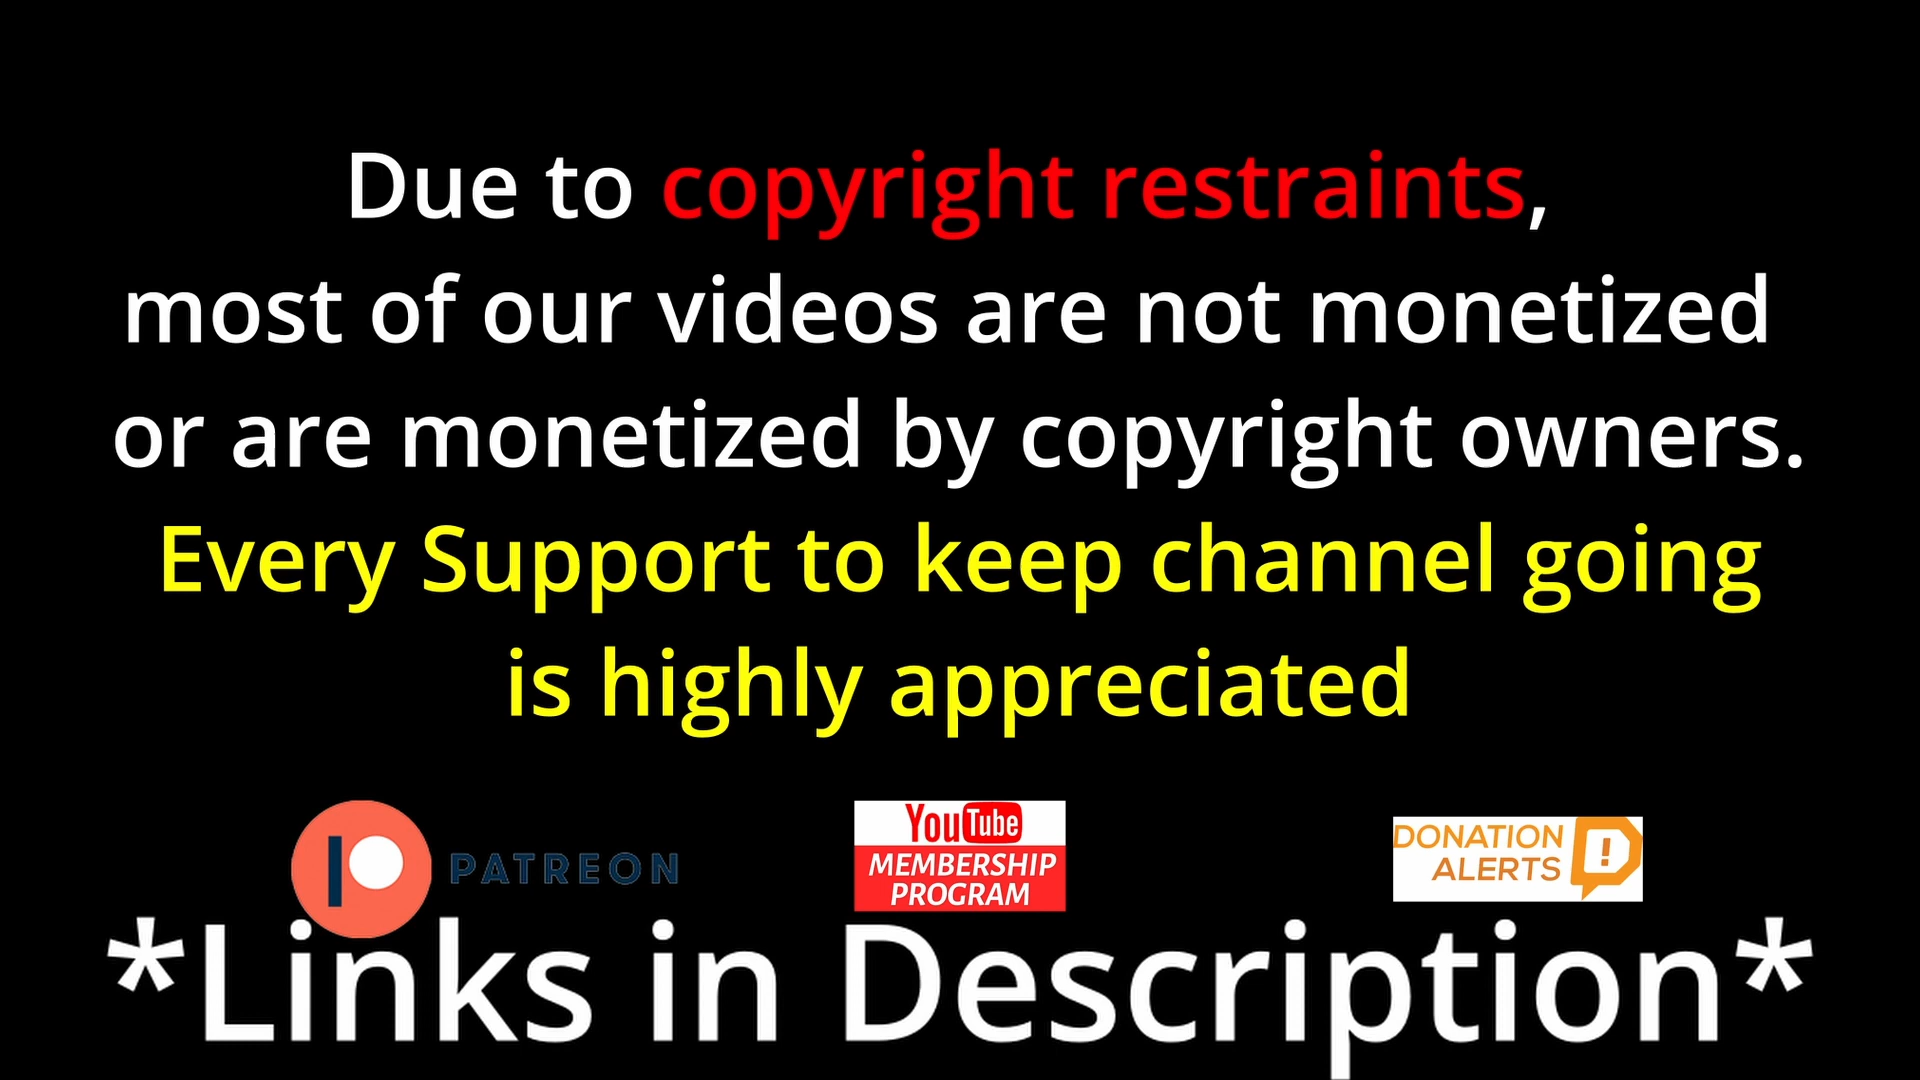 Due to copyright restraints,
most of our videos are not monetized
or are monetized by copyright owners.
Every Support to keep channel going
is highly appreciated
PATREON
YouTube
MEMBERSHIP
PROGRAM
DONATION
ALERTS
*Links in Description*